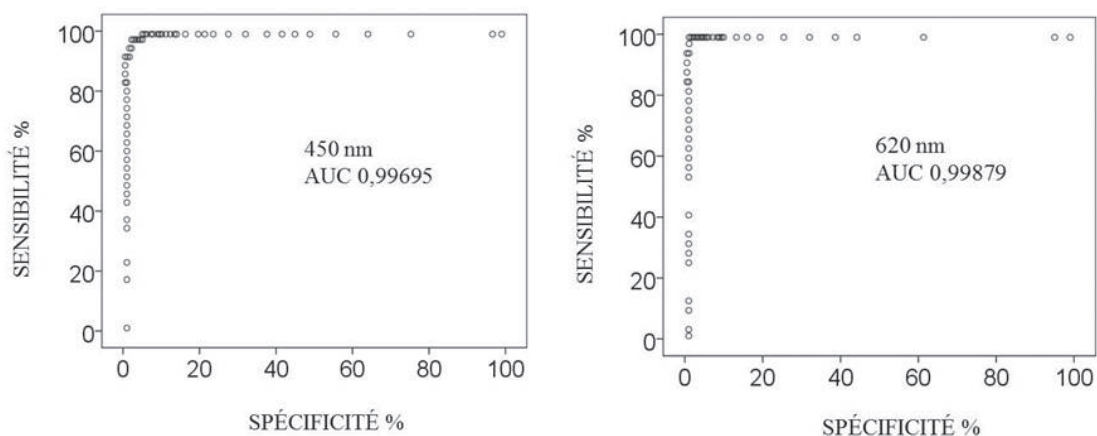 SENSIBILITÉ %
100
80
60
40
20
0
450 nm
AUC 0,99695
0 20 40 60 80 100
SPÉCIFICITÉ %
SENSIBILITÉ %
100
80
60
40
20
0
620 nm
AUC 0,99879
0 20 40 60 80 100
SPÉCIFICITÉ %